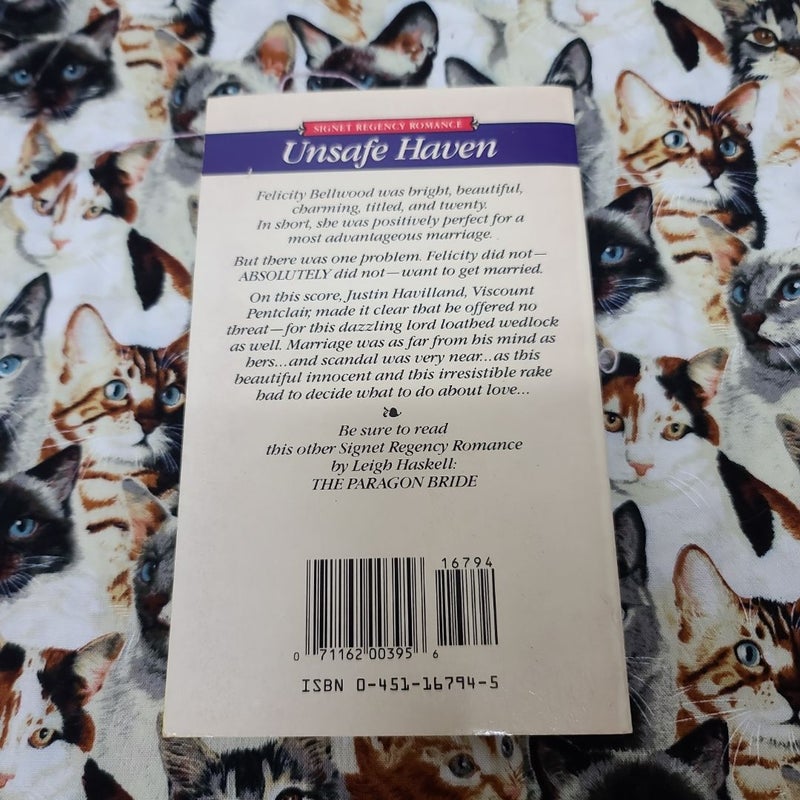 SIGNET REGENCY ROMANCE
Unsafe Haven
Felicity Bellwood was bright, beautiful,
charming, titled, and twenty.
In short, she was positively perfect for a
most advantageous marriage.
But there was one problem. Felicity did not—
ABSOLUTELY did not—want to get married.
On this score, Justin Havilland, Viscount
Pentclair, made it clear that he offered no
threat—for this dazzling lord loathed wedlock
as well. Marriage was as far from his mind as
hers...and scandal was very near...as this
beautiful innocent and this irresistible rake
had to decide what to do about love...
Be sure to read
this other Signet Regency Romance
by Leigh Haskell:
THE PARAGON BRIDE
16794
0 71162 00395 6
ISBN 0-451-16794-5